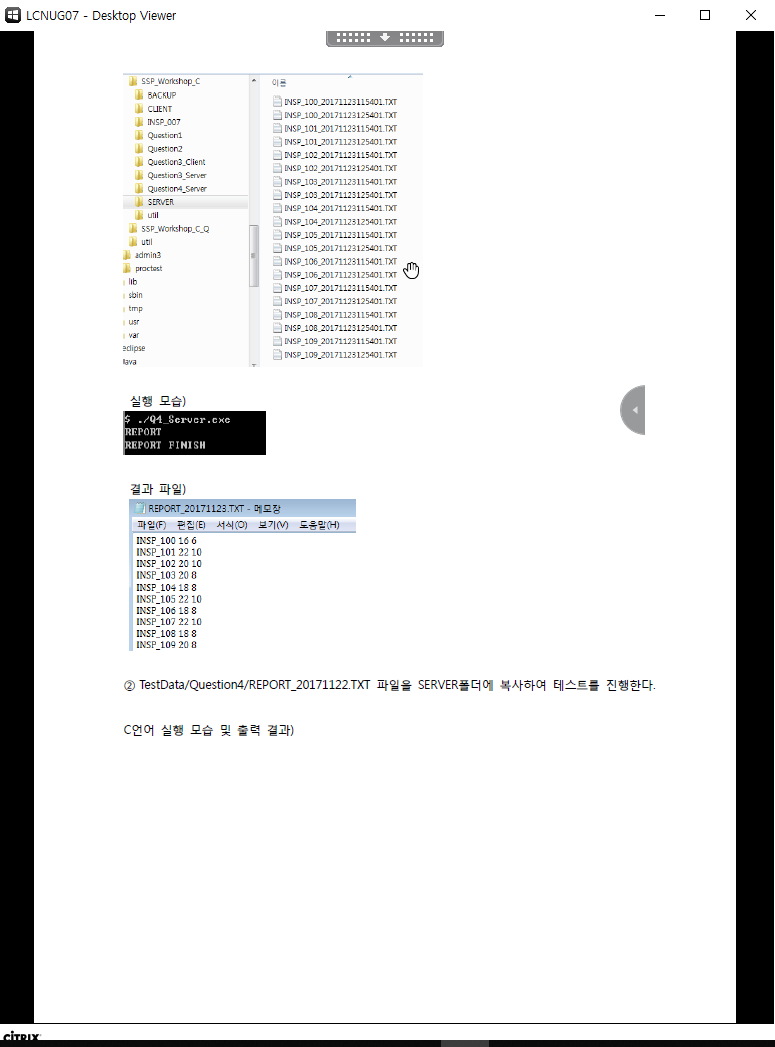 LCNUG07 - Desktop Viewer
SSP_Workshop_C
BACKUP
CLIENT
INSP_007
Question1
Question2
Question3_Client
Question3_Server
Question4_Server
SERVER
util
SSP_Workshop_C_Q
util
admin3
proctest
lib
sbin
tmp
usr
var
eclipse
Java
이름
INSP_100_20171123115401.TXT
INSP_100_20171123125401.TXT
INSP_101_20171123115401.TXT
INSP_101_20171123125401.TXT
INSP_102_20171123115401.TXT
INSP_102_20171123125401.TXT
INSP_103_20171123115401.TXT
INSP_103_20171123125401.TXT
INSP_104_20171123115401.TXT
INSP_104_20171123125401.TXT
INSP_105_20171123115401.TXT
INSP_105_20171123125401.TXT
INSP_106_20171123115401.TXT
INSP_106_20171123125401.TXT
INSP_107_20171123115401.TXT
INSP_107_20171123125401.TXT
INSP_108_20171123115401.TXT
INSP_108_20171123125401.TXT
INSP_109_20171123115401.TXT
INSP_109_20171123125401.TXT
실행 모습)
$ ./Q4_Server.exe
REPORT
REPORT FINISH
결과 파일)
REPORT_20171123.TXT - 메모장
파일(F) 편집(E) 서식(O) 보기(V) 도움말(H)
INSP_100 16 6
INSP_101 22 10
INSP_102 20 10
INSP_103 20 8
INSP_104 18 8
INSP_105 22 10
INSP_106 18 8
INSP_107 22 10
INSP_108 18 8
INSP_109 20 8
② TestData/Question4/REPORT_20171122.TXT 파일을 SERVER폴더에 복사하여 테스트를 진행한다.
C언어 실행 모습 및 출력 결과)
CİTRIX